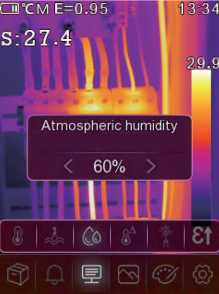 °CM E=0.95 13:34
S:27.4
29.9
Atmospheric humidity
< 60% >
ε↑